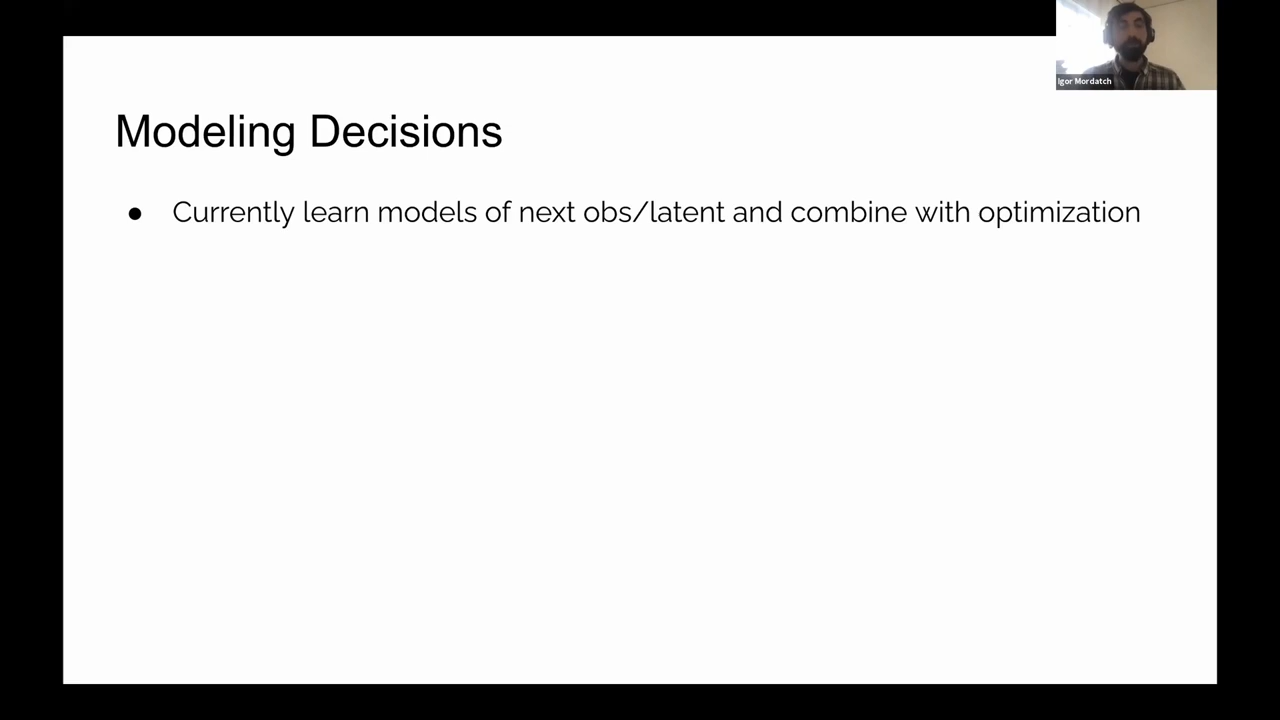 Igor Mordatch
Modeling Decisions
● Currently learn models of next obs/latent and combine with optimization